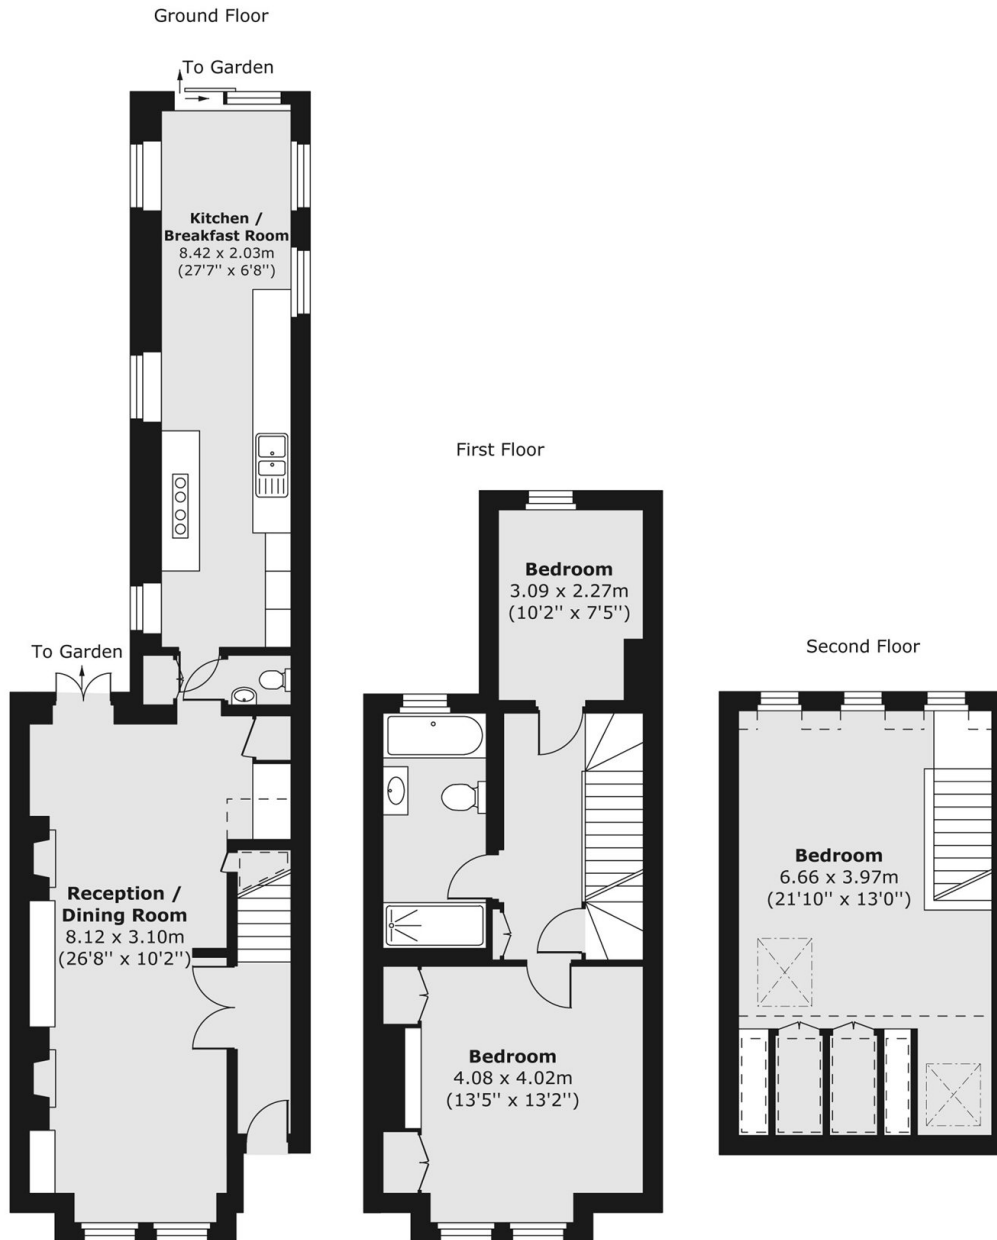 Ground Floor
To Garden
Kitchen /
Breakfast Room
8.42 x 2.03m
(27'7" x 6'8")
To Garden
Reception /
Dining Room
8.12 x 3.10m
(26'8" x 10'2")
First Floor
Bedroom
3.09 x 2.27m
(10'2" x 7'5")
Bedroom
4.08 x 4.02m
(13'5" x 13'2")
Second Floor
Bedroom
6.66 x 3.97m
(21'10" x 13'0")